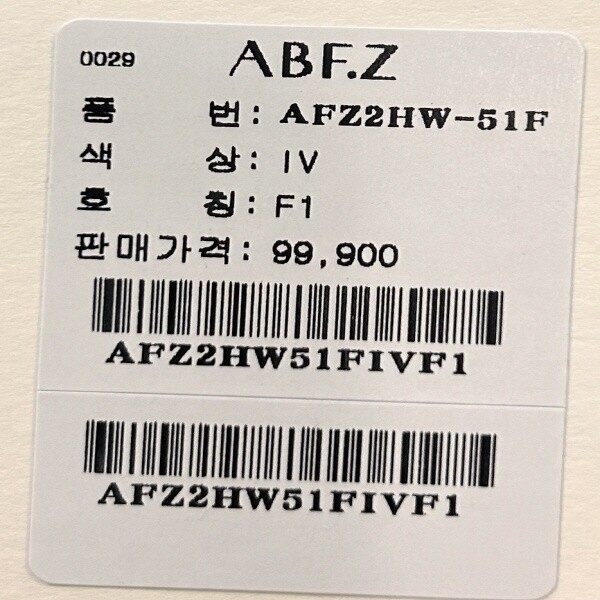 0029 ABF.Z
품 번: AFZ2HW-51F
색 상: IV
호 칭: F1
판매가격: 99,900
AFZ2HW51FIVF1
AFZ2HW51FIVF1